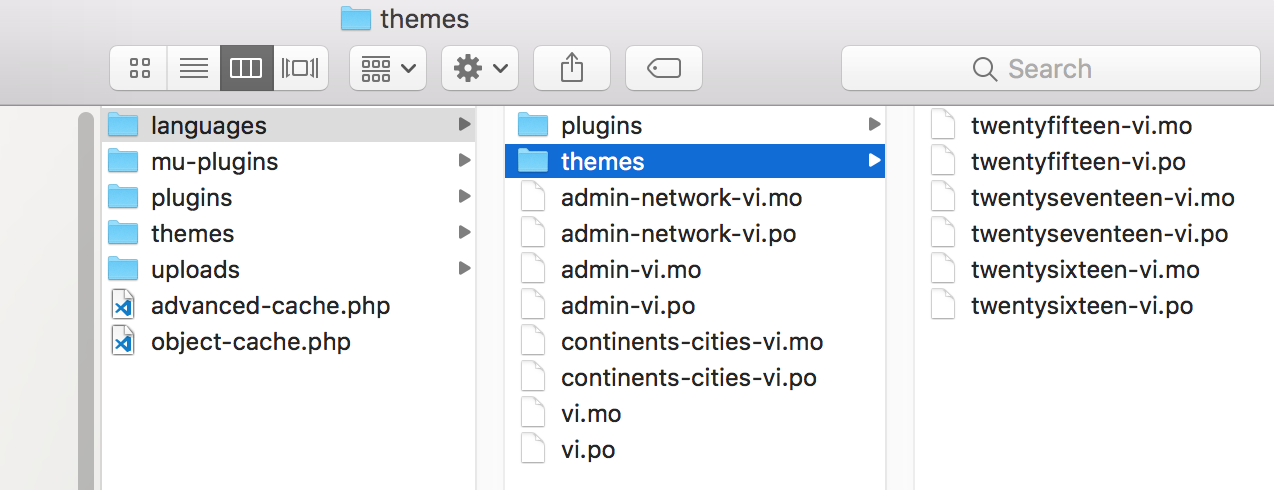 themes
Search
languages
mu-plugins
plugins
themes
uploads
advanced-cache.php
object-cache.php
plugins
themes
admin-network-vi.mo
admin-network-vi.po
admin-vi.mo
admin-vi.po
continents-cities-vi.mo
continents-cities-vi.po
vi.mo
vi.po
twentyfifteen-vi.mo
twentyfifteen-vi.po
twentyseventeen-vi.mo
twentyseventeen-vi.po
twentysixteen-vi.mo
twentysixteen-vi.po